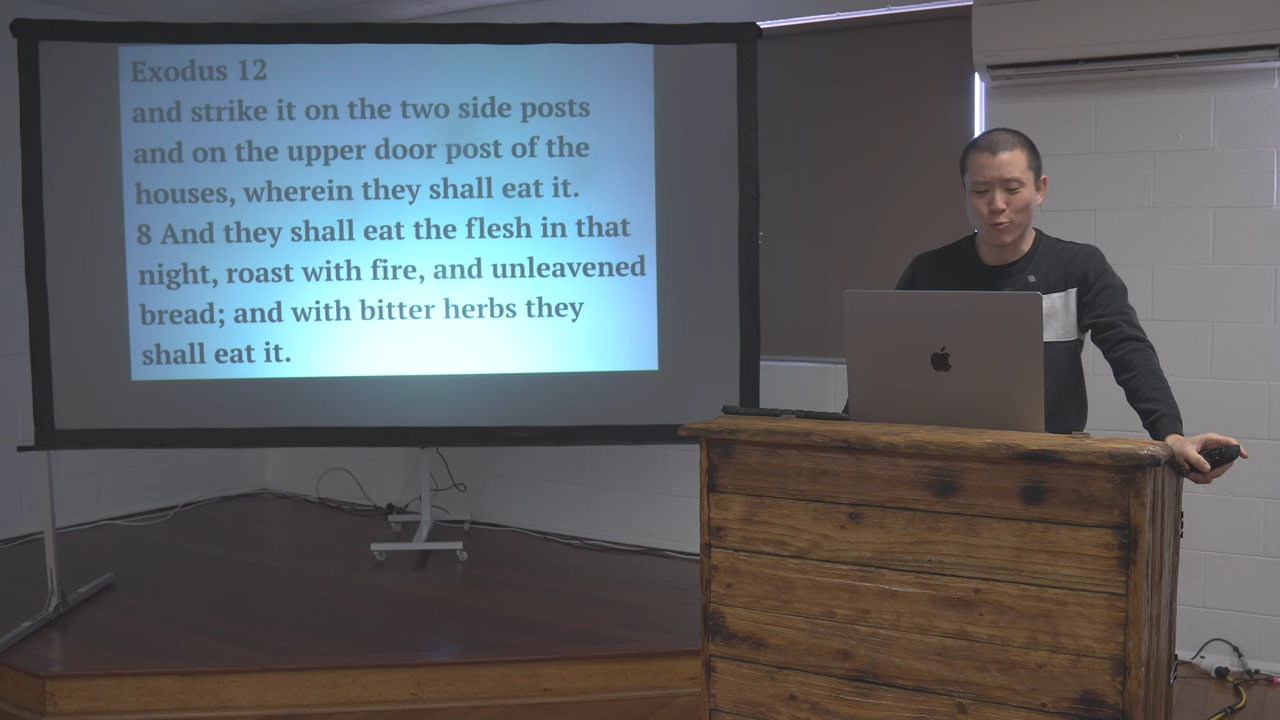 Exodus 12
and strike it on the two side posts
and on the upper door post of the
houses, wherein they shall eat it.
8 And they shall eat the flesh in that
night, roast with fire, and unleavened
bread; and with bitter herbs they
shall eat it.